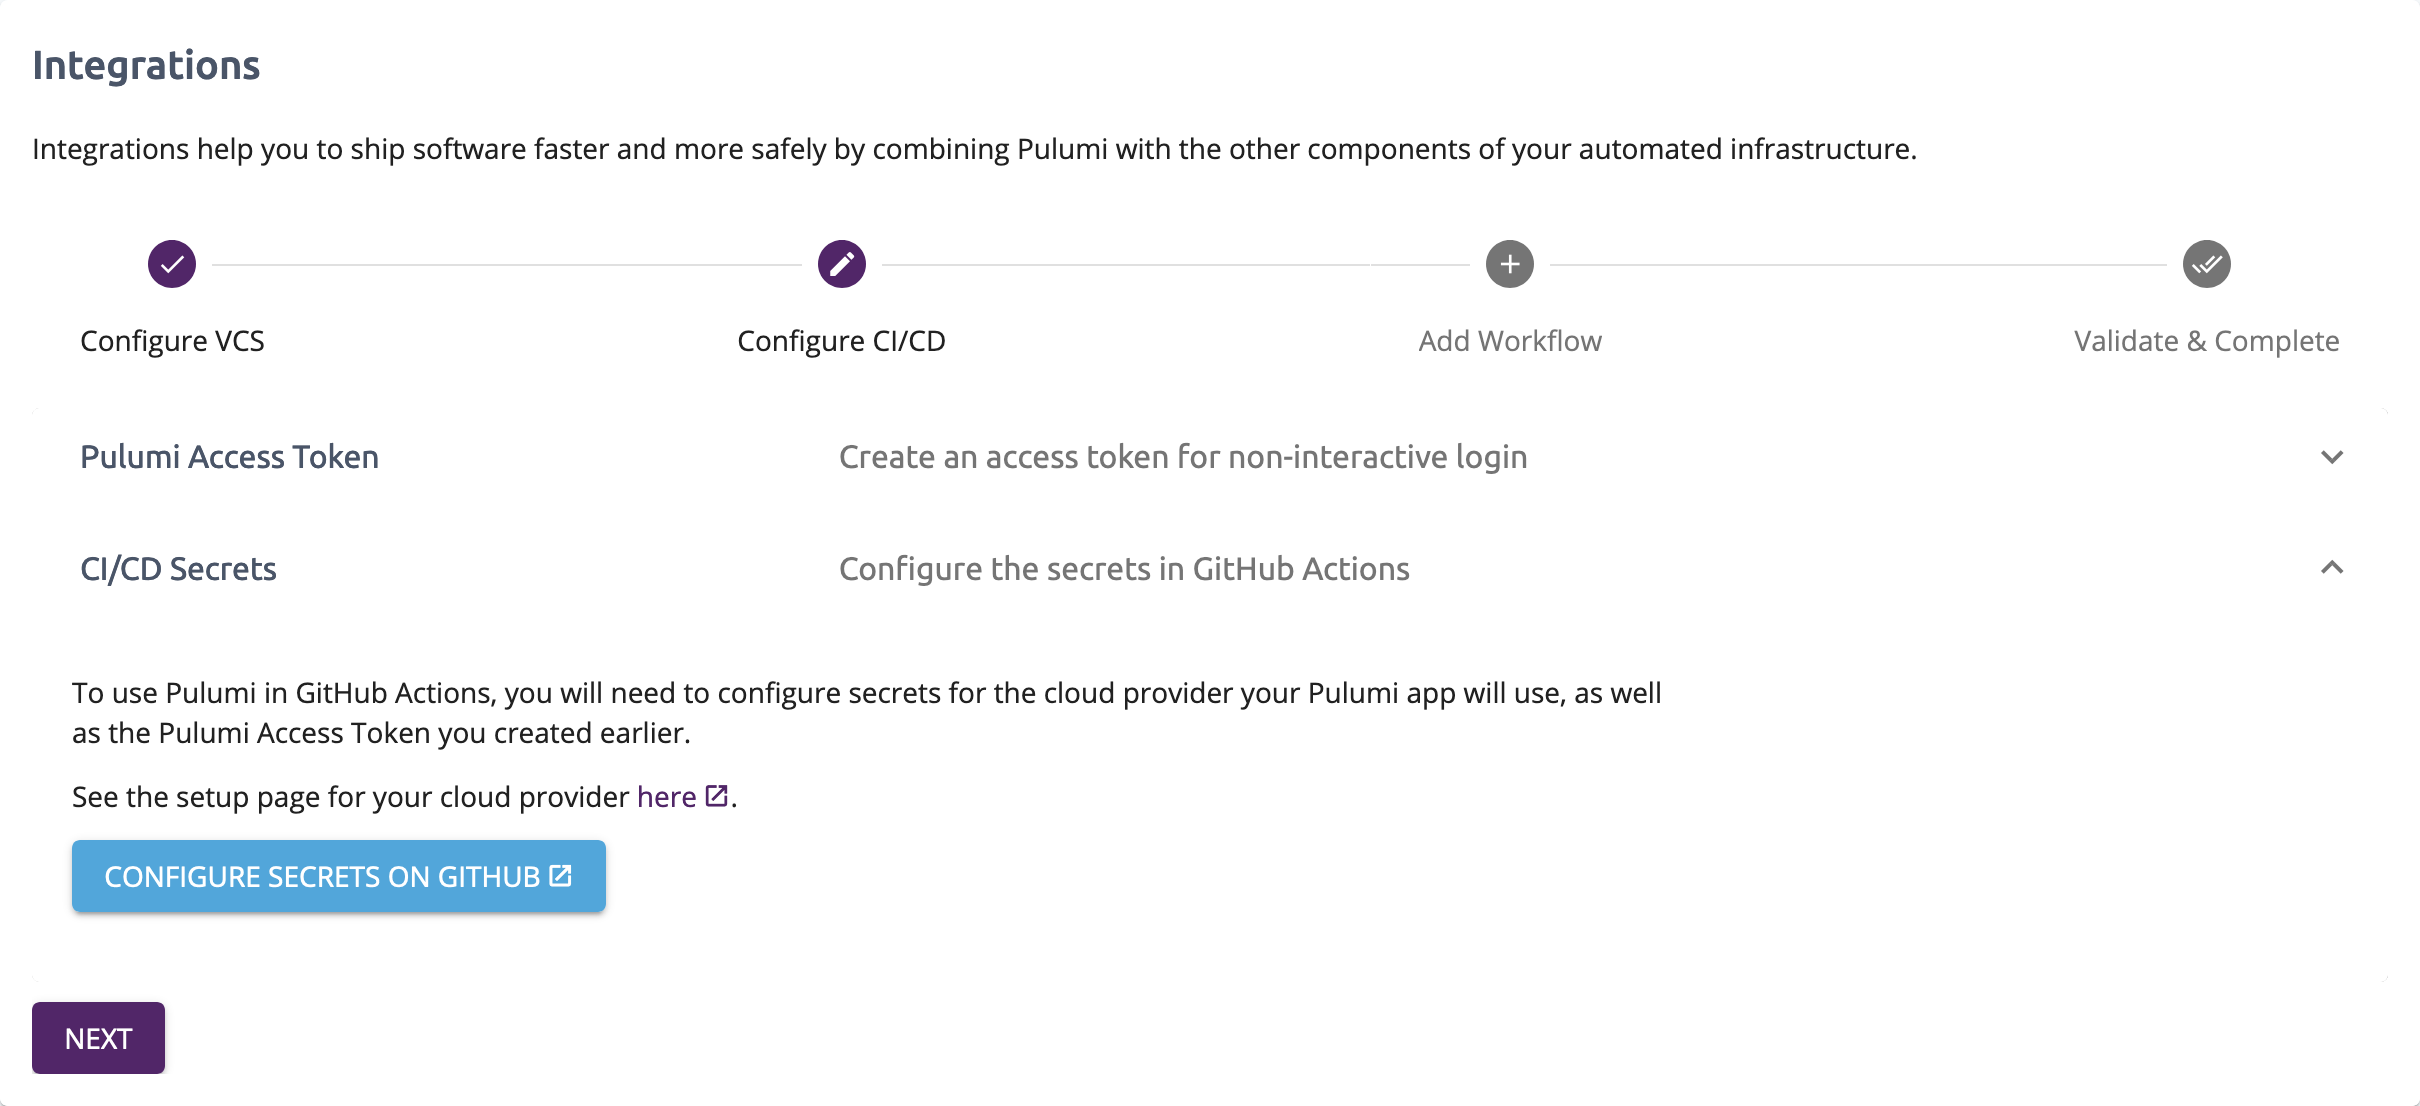 Integrations
Integrations help you to ship software faster and more safely by combining Pulumi with the other components of your automated infrastructure.
Configure VCS
Configure CI/CD
Add Workflow
Validate & Complete
Pulumi Access Token
Create an access token for non-interactive login
CI/CD Secrets
Configure the secrets in GitHub Actions
To use Pulumi in GitHub Actions, you will need to configure secrets for the cloud provider your Pulumi app will use, as well
as the Pulumi Access Token you created earlier.
See the setup page for your cloud provider here.
CONFIGURE SECRETS ON GITHUB
NEXT